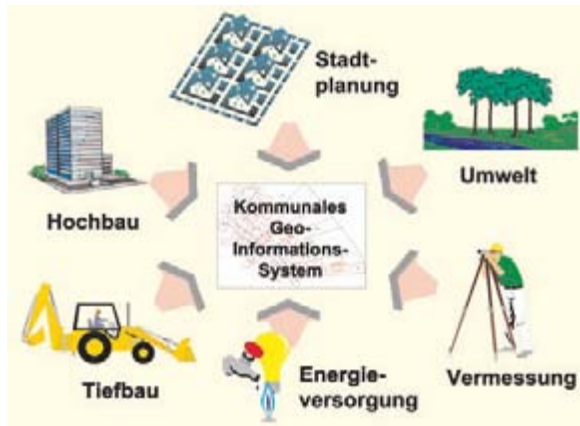 Stadt-
planung
Umwelt
Hochbau
Kommunales
Geo-
Informations-
System
Tiefbau
Energie-
versorgung
Vermessung